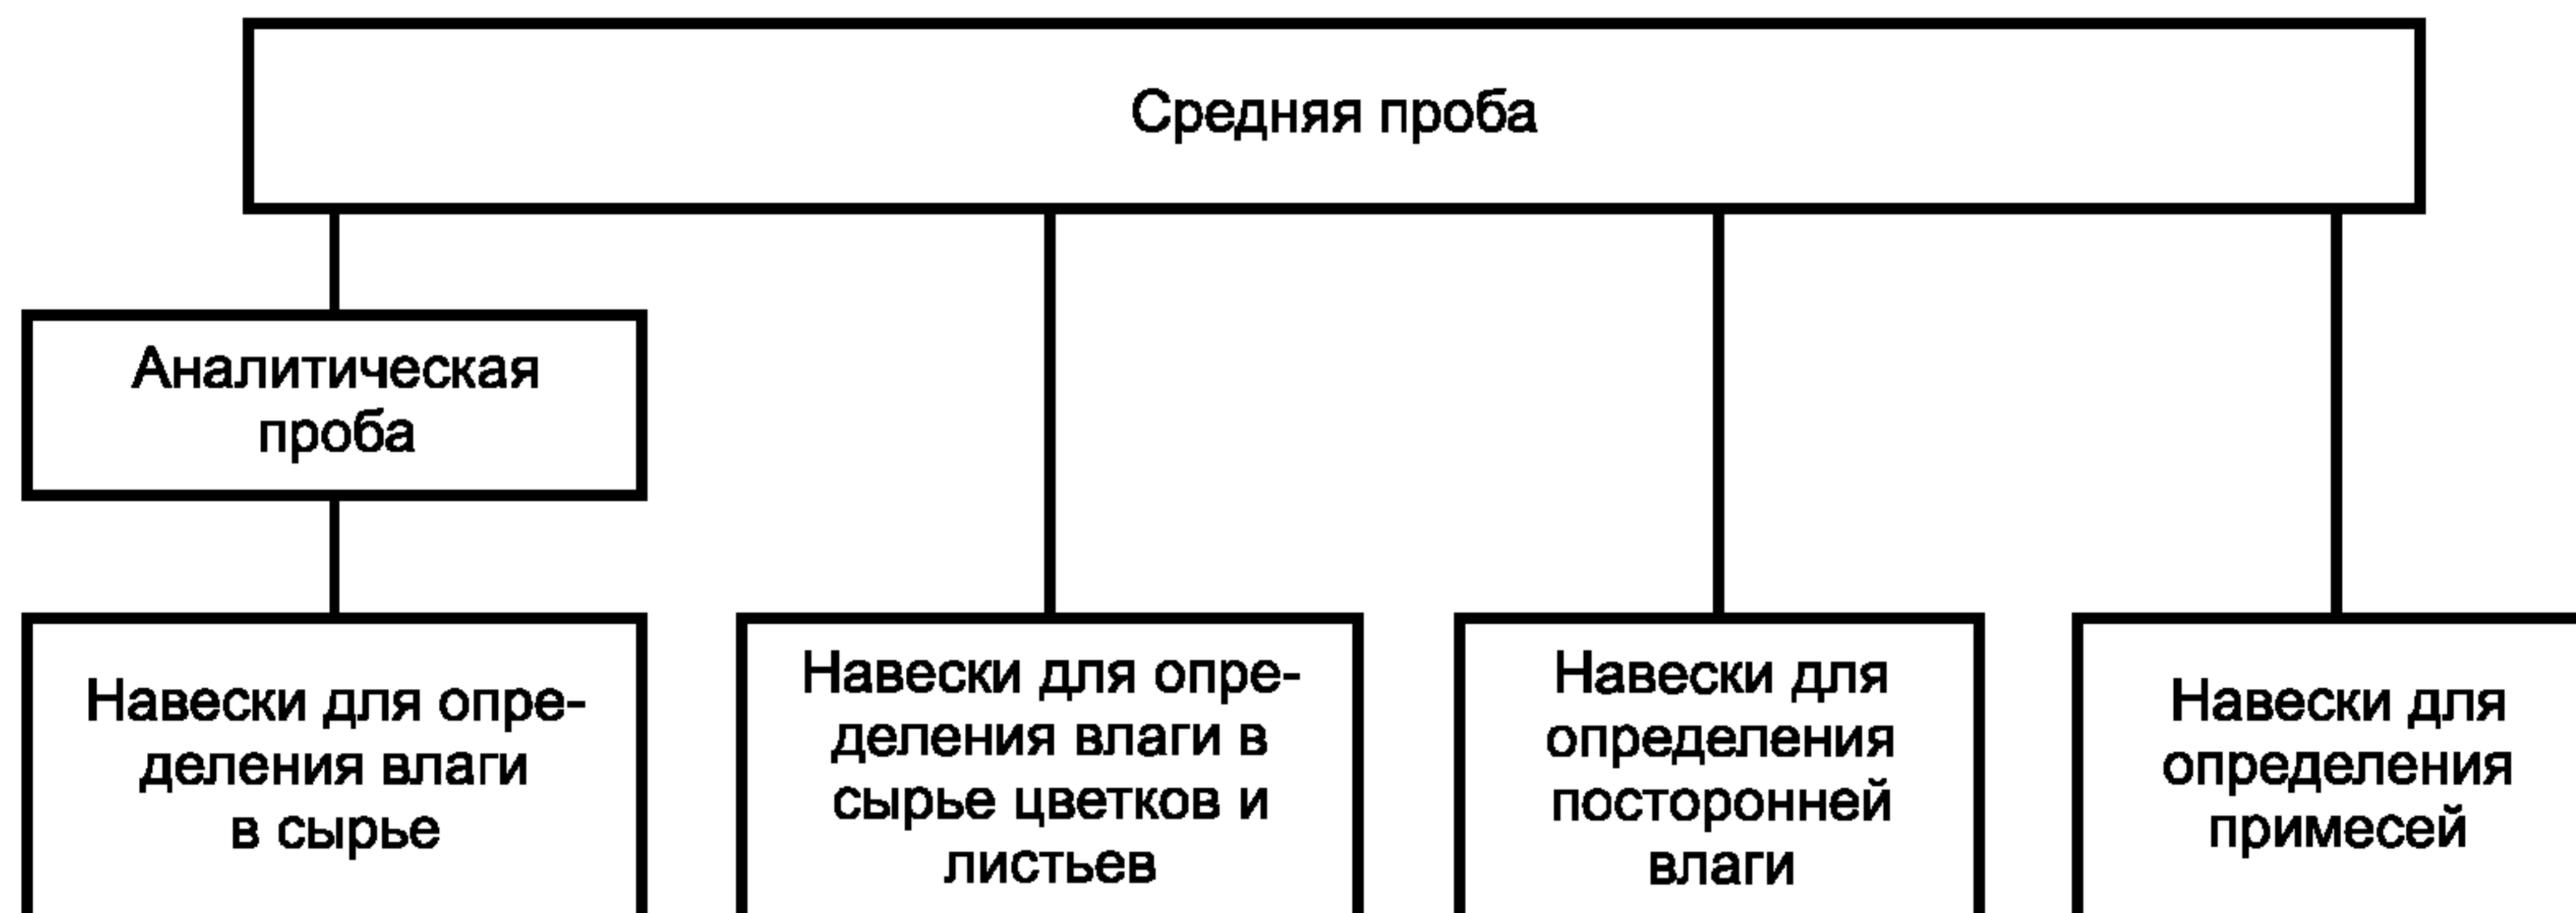 Средняя проба
Аналитическая
проба
Навески для опре-
деления влаги
в сырье
Навески для опре-
деления влаги в
сырье цветков и
листьев
Навески для
определения
посторонней
влаги
Навески для
определения
примесей